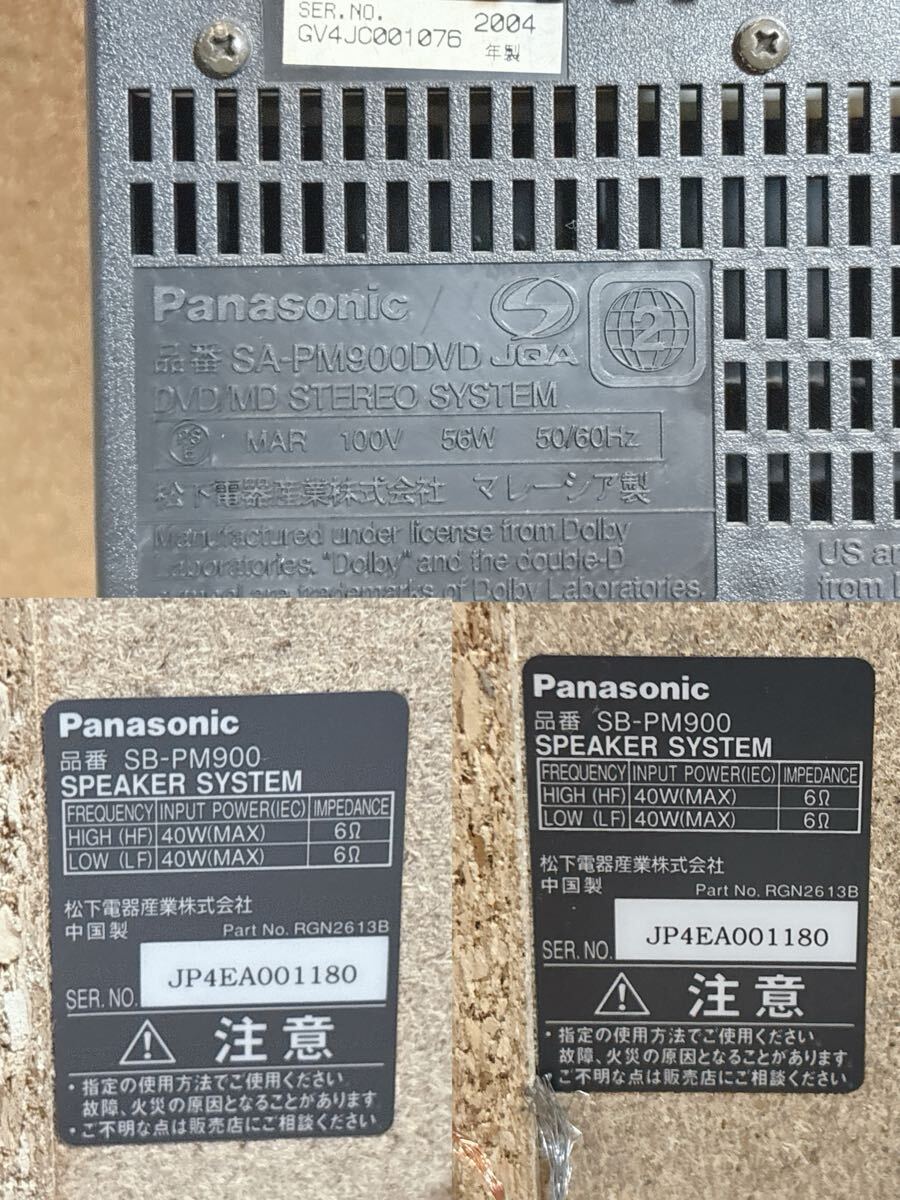 SER.NO.
GV4JC001076 2004
年製
Panasonic
JQA
2
品番 SA-PM900DVD
DVD/MD STEREO SYSTEM
PSE MAR 100V 56W 50/60Hz
松下電器産業株式会社 マレーシア製
Manufactured under license from Dolby
Laboratories. "Dolby" and the double-D
symbol are trademarks of Dolby Laboratories.
US
from
Panasonic
品番 SB-PM900
SPEAKER SYSTEM
FREQUENCY INPUT POWER(IEC) IMPEDANCE
HIGH (HF) 40W(MAX) 6Ω
LOW (LF) 40W(MAX) 6Ω
松下電器産業株式会社
中国製 Part No. RGN2613B
SER. NO. JP4EA001180
注意
・指定の使用方法でご使用ください。
故障、火災の原因となることがあります
・ご不明な点は販売店にご相談ください
Panasonic
品番 SB-PM900
SPEAKER SYSTEM
FREQUENCY INPUT POWER(IEC) IMPEDANCE
HIGH (HF) 40W(MAX) 6Ω
LOW (LF) 40W(MAX) 6Ω
松下電器産業株式会社
中国製 Part No. RGN2613B
SER. NO. JP4EA001180
注意
・指定の使用方法でご使用ください
故障、火災の原因となることがあります
・ご不明な点は販売店にご相談ください